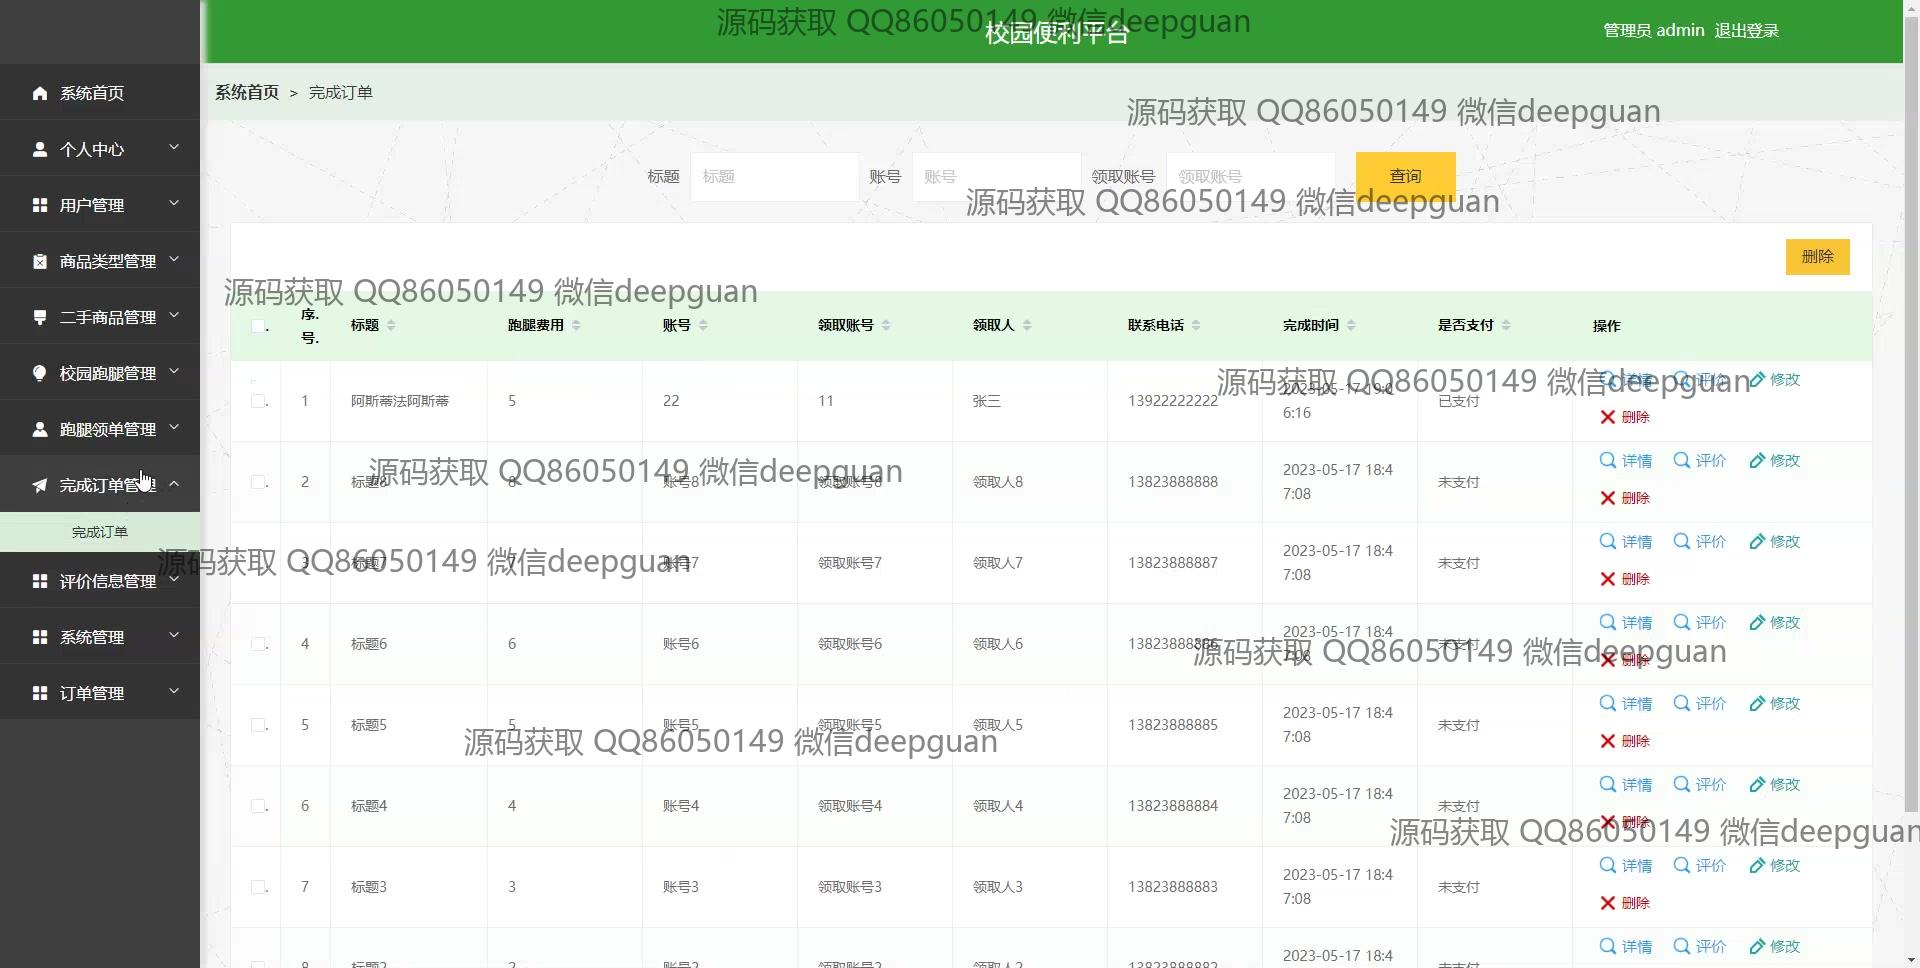 校园便利平台
管理员 admin 退出登录
源码获取 QQ86050149 微信deepguan
系统首页
个人中心
用户管理
商品类型管理
二手商品管理
校园跑腿管理
跑腿领单管理
完成订单管理
完成订单
评价信息管理
系统管理
订单管理
系统首页 > 完成订单
源码获取 QQ86050149 微信deepguan
标题 标题 账号 账号 领取账号 领取账号 查询
源码获取 QQ86050149 微信deepguan
删除
源码获取 QQ86050149 微信deepguan
序号. 标题 跑腿费用 账号 领取账号 领取人 联系电话 完成时间 是否支付 操作
1 阿斯蒂法阿斯蒂 5 22 11 张三 13922222222 2023-05-17 19:06:16 已支付 详情 评价 修改
删除
源码获取 QQ86050149 微信deepguan
2 标题8 8 账号8 领取账号8 领取人8 13823888888 2023-05-17 18:47:08 未支付 详情 评价 修改
删除
源码获取 QQ86050149 微信deepguan
3 标题7 7 账号7 领取账号7 领取人7 13823888887 2023-05-17 18:47:08 未支付 详情 评价 修改
删除
源码获取 QQ86050149 微信deepguan
4 标题6 6 账号6 领取账号6 领取人6 13823888886 2023-05-17 18:47:08 未支付 详情 评价 修改
删除
源码获取 QQ86050149 微信deepguan
5 标题5 5 账号5 领取账号5 领取人5 13823888885 2023-05-17 18:47:08 未支付 详情 评价 修改
删除
源码获取 QQ86050149 微信deepguan
6 标题4 4 账号4 领取账号4 领取人4 13823888884 2023-05-17 18:47:08 未支付 详情 评价 修改
删除
源码获取 QQ86050149 微信deepguan
7 标题3 3 账号3 领取账号3 领取人3 13823888883 2023-05-17 18:47:08 未支付 详情 评价 修改
删除
8 标题2 2 账号2 领取账号2 领取人2 13823888882 2023-05-17 18:4 未支付 详情 评价 修改